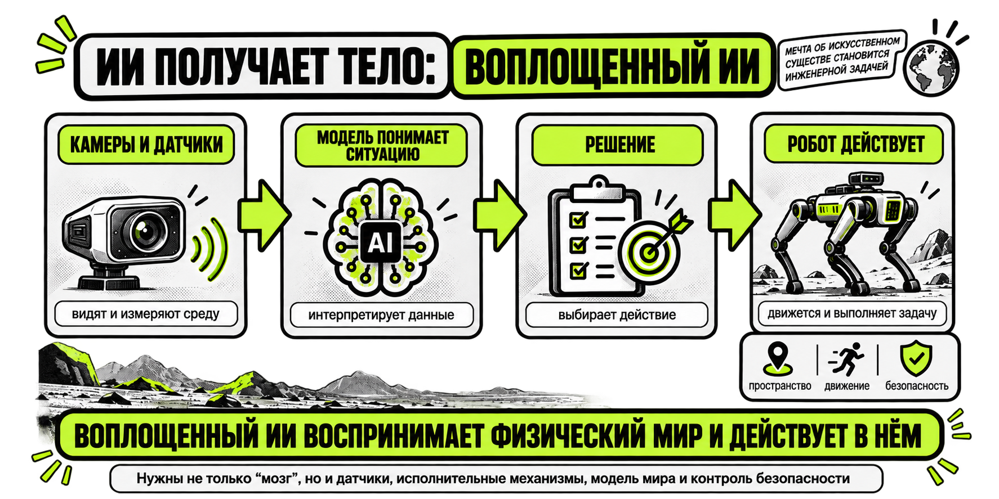 ИИ ПОЛУЧАЕТ ТЕЛО: ВОПЛОЩЕННЫЙ ИИ
МЕЧТА ОБ ИСКУССТВЕННОМ
СУЩЕСТВЕ СТАНОВИТСЯ
ИНЖЕНЕРНОЙ ЗАДАЧЕЙ
КАМЕРЫ И ДАТЧИКИ
видят и измеряют среду
МОДЕЛЬ ПОНИМАЕТ
СИТУАЦИЮ
AI
интерпретирует данные
РЕШЕНИЕ
выбирает действие
РОБОТ ДЕЙСТВУЕТ
движется и выполняет задачу
пространство
движение
безопасность
ВОПЛОЩЕННЫЙ ИИ ВОСПРИНИМАЕТ ФИЗИЧЕСКИЙ МИР И ДЕЙСТВУЕТ В НЁМ
Нужны не только “мозг”, но и датчики, исполнительные механизмы, модель мира и контроль безопасности